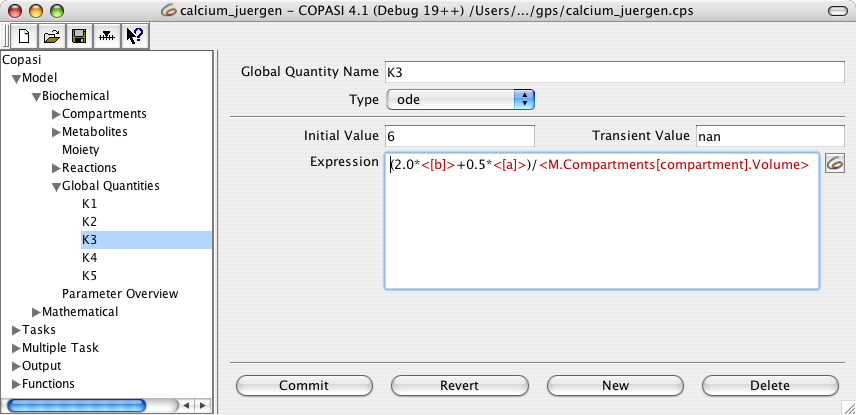 calcium_juergen – COPASI 4.1 (Debug 19++) /Users/.../gps/calcium_juergen.cps
Copasi
Model
Biochemical
Compartments
Metabolites
Moiety
Reactions
Global Quantities
K1
K2
K3
K4
K5
Parameter Overview
Mathematical
Tasks
Multiple Task
Output
Functions
Global Quantity Name K3
Type ode
Initial Value 6 Transient Value nan
Expression (2.0*<[b]>+0.5*<[a]>)/<M.Compartments[compartment].Volume>
Commit Revert New Delete